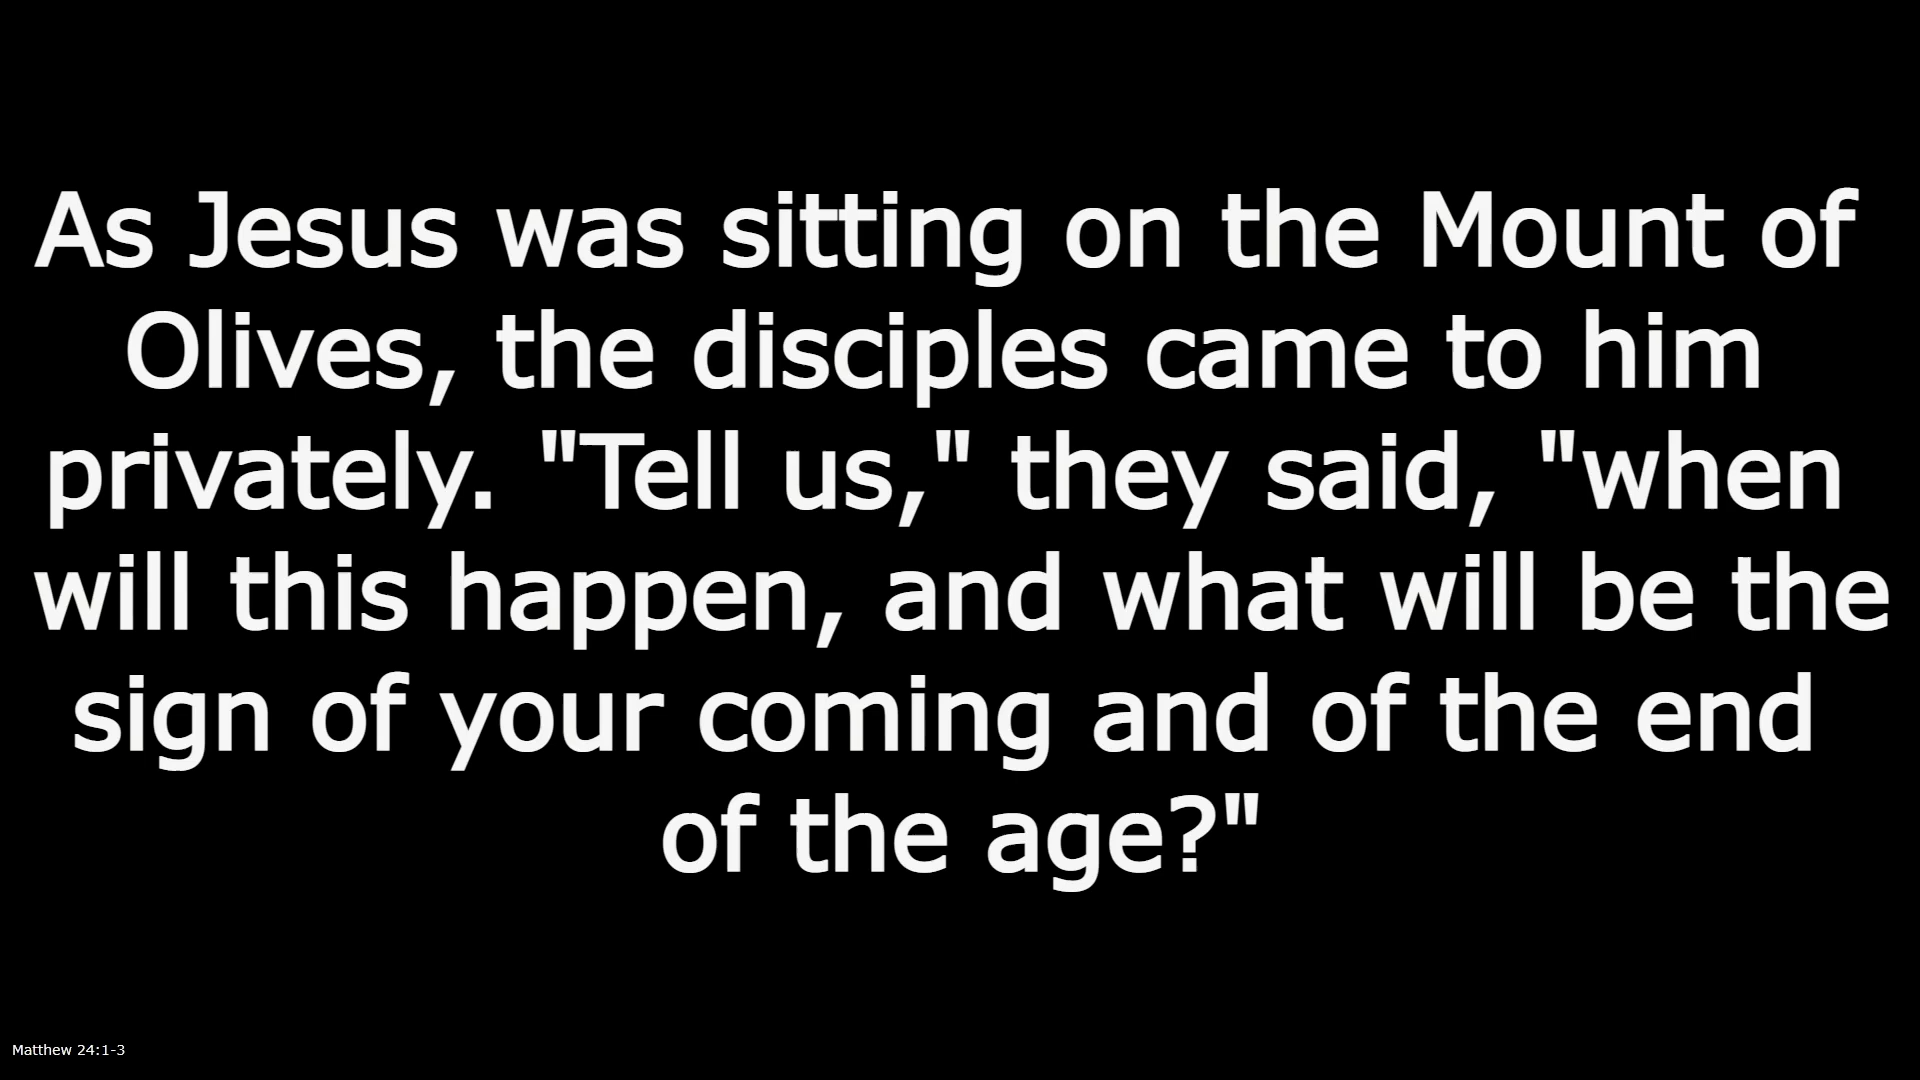 As Jesus was sitting on the Mount of
Olives, the disciples came to him
privately. "Tell us," they said, "when
will this happen, and what will be the
sign of your coming and of the end
of the age?"
Matthew 24:1-3